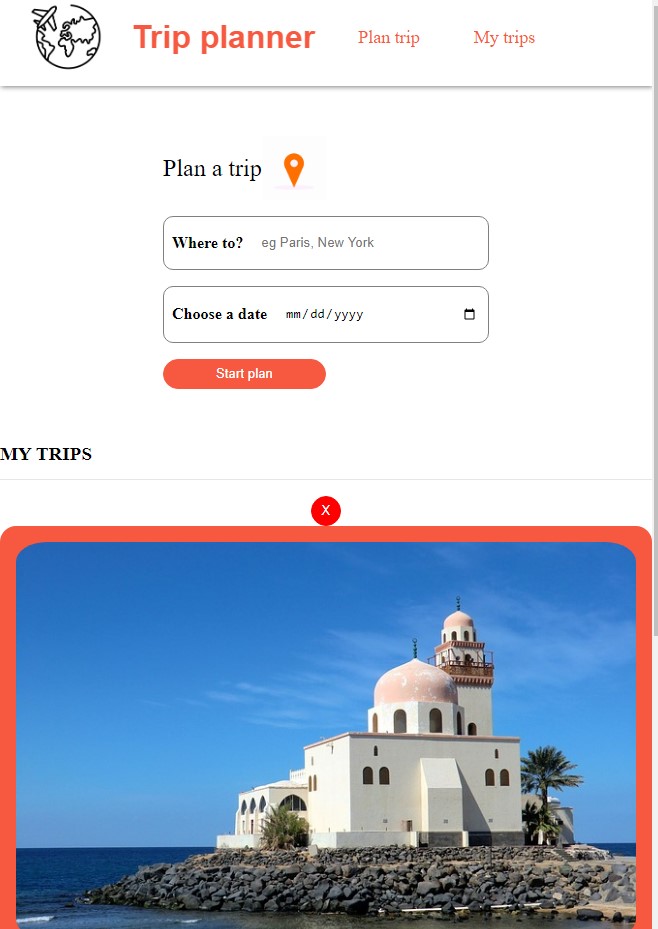 Trip planner Plan trip My trips
Plan a trip
Where to? eg Paris, New York
Choose a date mm/dd/yyyy
Start plan
MY TRIPS
X